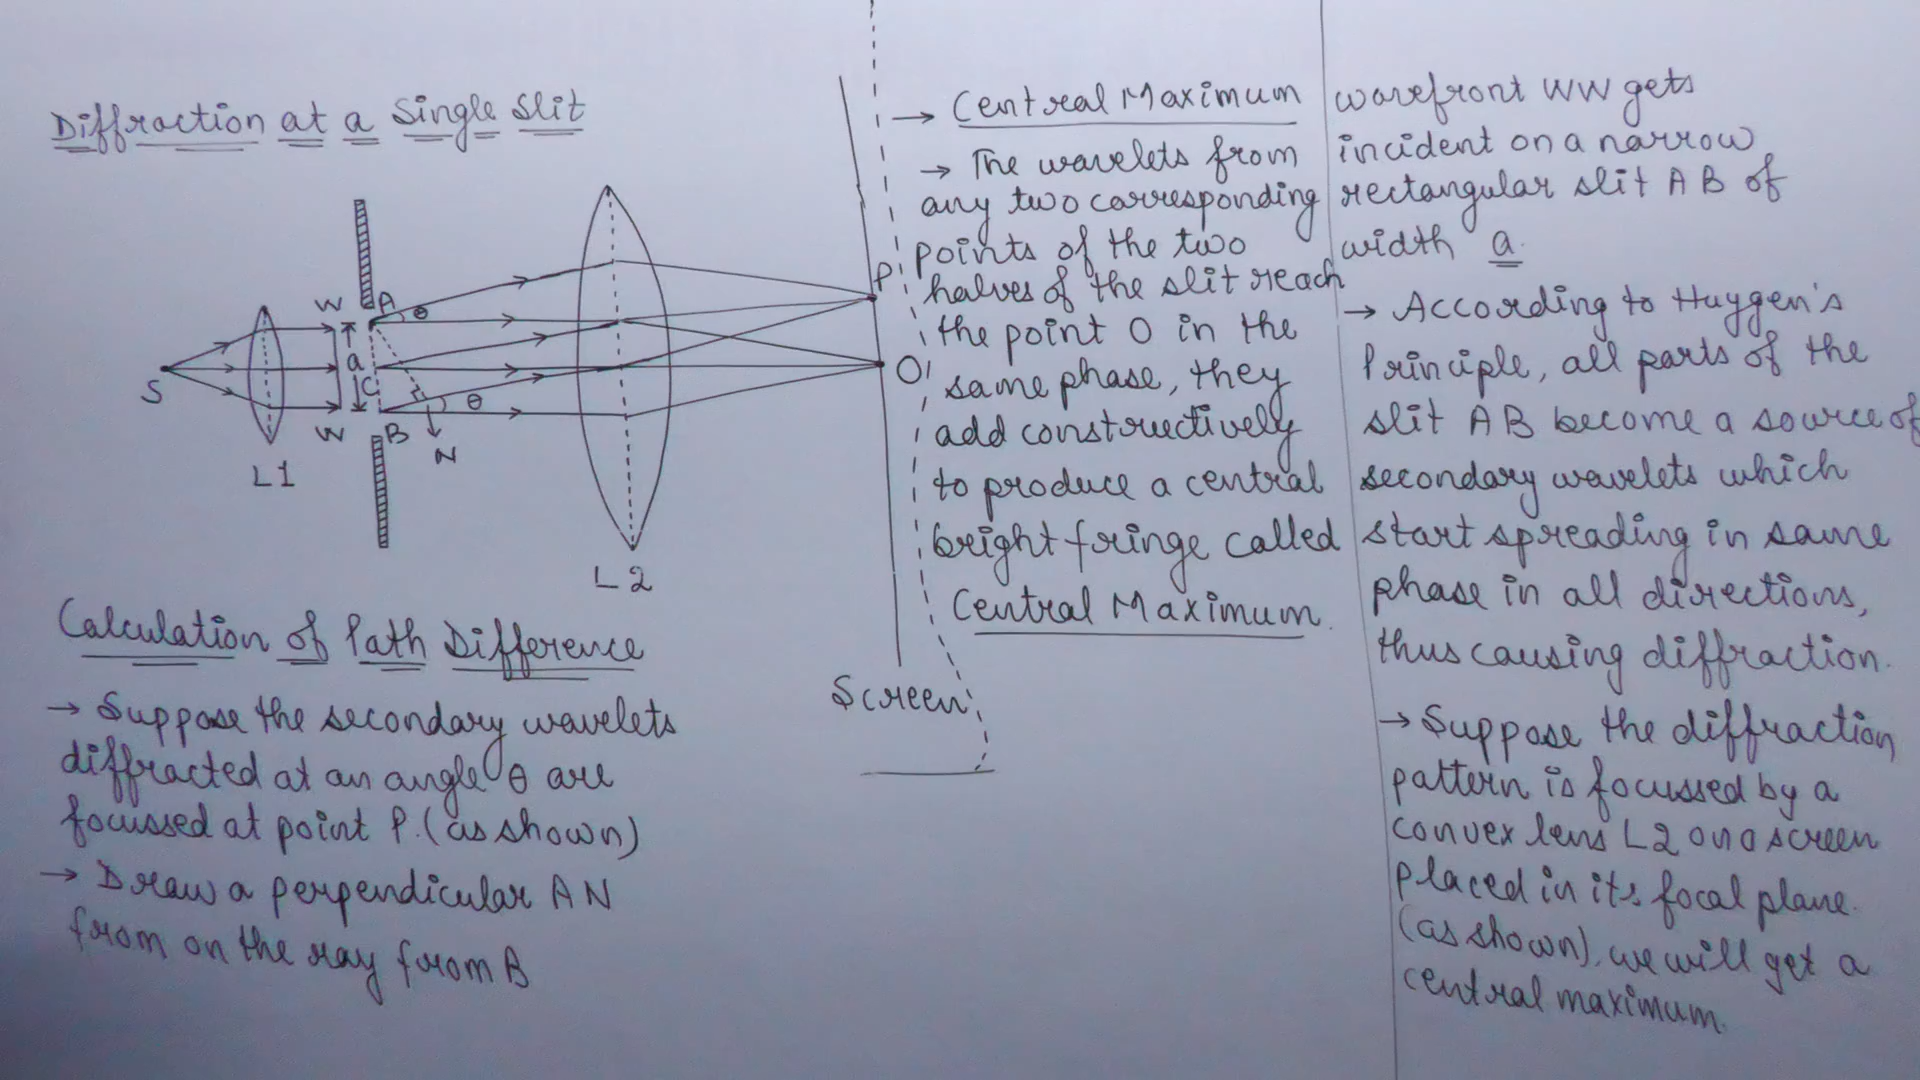 Diffraction at a Single Slit
W
A
θ
a
S
C
θ
W
B
N
L1
L2
P
O
Screen
Calculation of Path Difference
→ Suppose the secondary wavelets
diffracted at an angle θ are
focussed at point P. (as shown)
→ Draw a perpendicular AN
from on the ray from B
→ Central Maximum
→ The wavelets from
any two corresponding
points of the two
halves of the slit reach
the point O in the
same phase, they
add constructively
to produce a central
bright fringe called
Central Maximum.
wavefront WW gets
incident on a narrow
rectangular slit AB of
width a.
→ According to Huygen's
Principle, all parts of the
slit AB become a source of
secondary wavelets which
start spreading in same
phase in all directions,
thus causing diffraction.
→ Suppose the diffraction
pattern is focussed by a
convex lens L2 on a screen
placed in its focal plane.
(as shown), we will get a
central maximum.